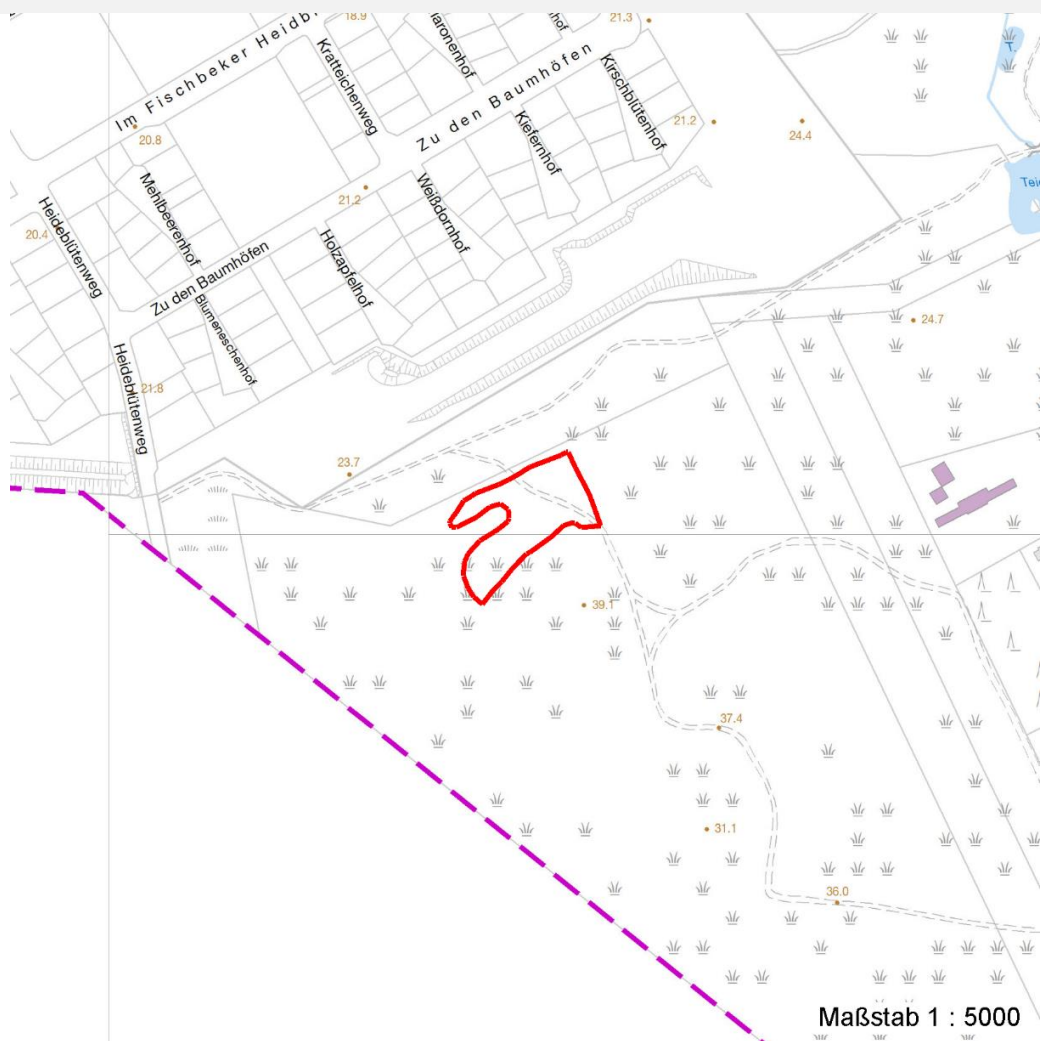 18.9
21.3
T.
Im Fischbeker Heidb
Kratteichenweg
Zu den Baumhöfen
Kirschblütenhof
Kiefernhof
20.8
21.2
24.4
Mehlbeerenhof
21.2
Weißdornhof
Heideblütenweg
20.4
Holzapfelhof
Zu den Baumhöfen
Blumeneschenhof
24.7
Heideblütenweg
21.8
23.7
39.1
37.4
31.1
36.0
Maßstab 1 : 5000